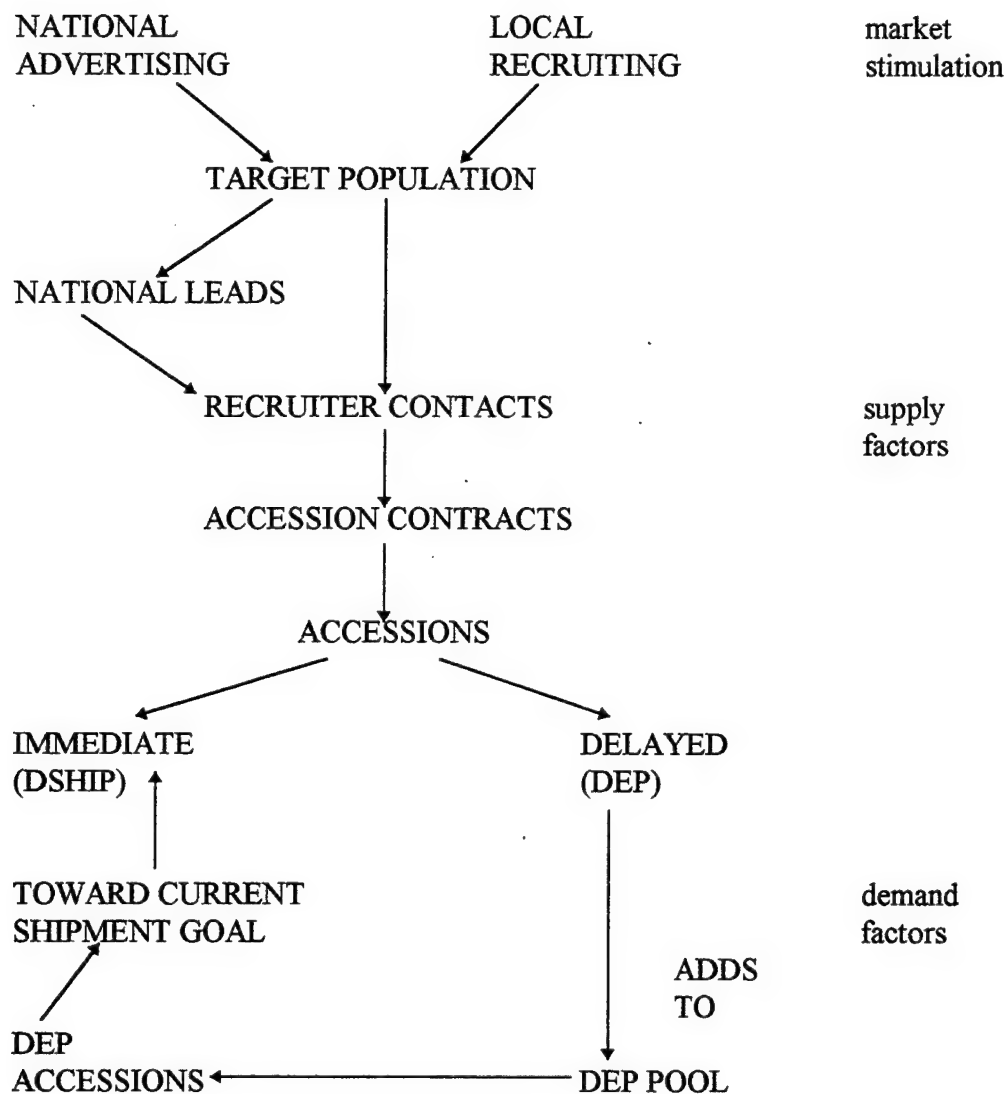 NATIONAL
ADVERTISING
LOCAL
RECRUITING
market
stimulation
TARGET POPULATION
NATIONAL LEADS
RECRUITER CONTACTS
supply
factors
ACCESSION CONTRACTS
ACCESSIONS
IMMEDIATE
(DSHIP)
DELAYED
(DEP)
TOWARD CURRENT
SHIPMENT GOAL
demand
factors
ADDS
TO
DEP
ACCESSIONS
DEP POOL